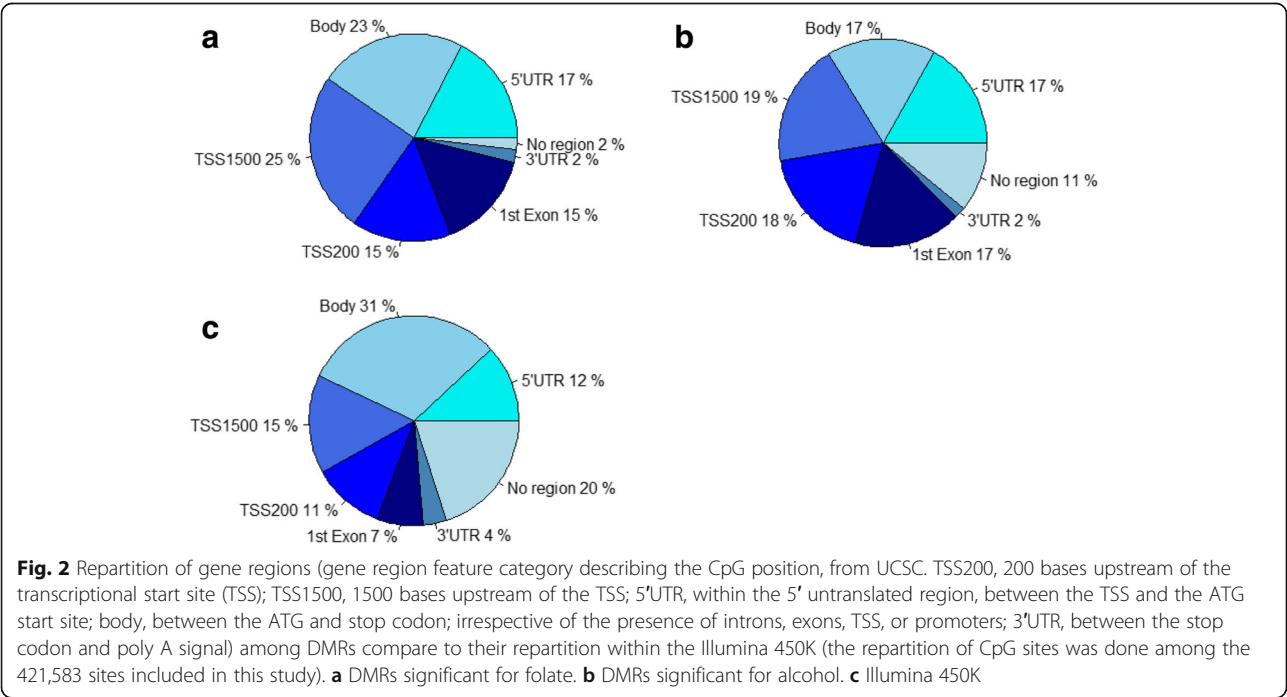 a
Body 23 %
5'UTR 17 %
No region 2 %
3'UTR 2 %
1st Exon 15 %
TSS200 15 %
TSS1500 25 %
b
Body 17 %
5'UTR 17 %
No region 11 %
3'UTR 2 %
1st Exon 17 %
TSS200 18 %
TSS1500 19 %
c
Body 31 %
5'UTR 12 %
No region 20 %
3'UTR 4 %
1st Exon 7 %
TSS200 11 %
TSS1500 15 %
Fig. 2 Repartition of gene regions (gene region feature category describing the CpG position, from UCSC. TSS200, 200 bases upstream of the
transcriptional start site (TSS); TSS1500, 1500 bases upstream of the TSS; 5′UTR, within the 5′ untranslated region, between the TSS and the ATG
start site; body, between the ATG and stop codon; irrespective of the presence of introns, exons, TSS, or promoters; 3′UTR, between the stop
codon and poly A signal) among DMRs compare to their repartition within the Illumina 450K (the repartition of CpG sites was done among the
421,583 sites included in this study). a DMRs significant for folate. b DMRs significant for alcohol. c Illumina 450K